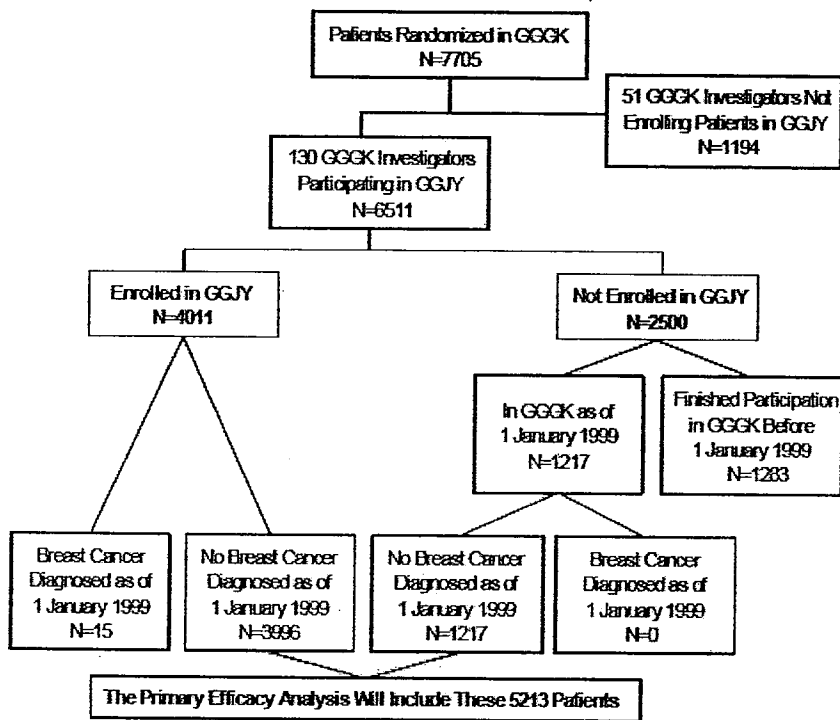 Patients Randomized in GGGK
N=7705
51 GGGK Investigators Not
Enrolling Patients in GGJY
N=1194
130 GGGK Investigators
Participating in GGJY
N=6511
Enrolled in GGJY
N=4011
Not Enrolled in GGJY
N=2500
In GGGK as of
1 January 1999
N=1217
Finished Participation
in GGGK Before
1 January 1999
N=1283
Breast Cancer
Diagnosed as of
1 January 1999
N=15
No Breast Cancer
Diagnosed as of
1 January 1999
N=3996
No Breast Cancer
Diagnosed as of
1 January 1999
N=1217
Breast Cancer
Diagnosed as of
1 January 1999
N=0
The Primary Efficacy Analysis Will Include These 5213 Patients